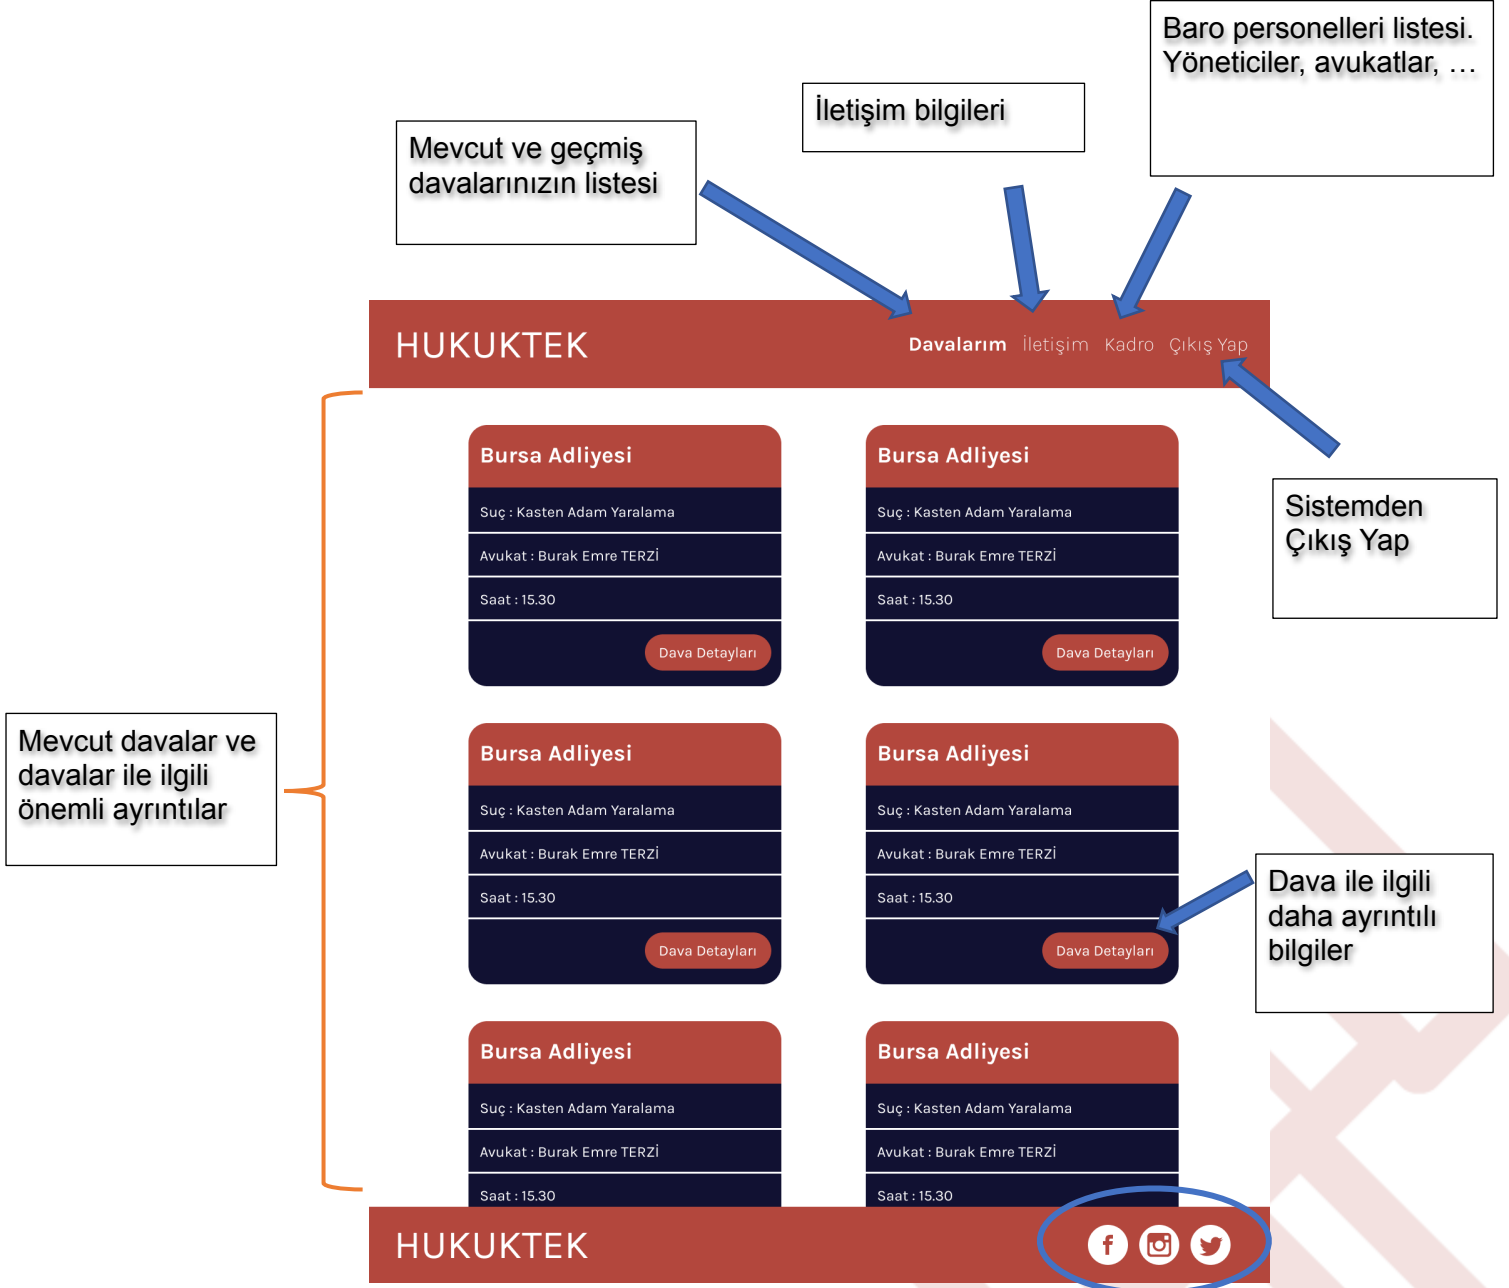 Baro personelleri listesi.
Yöneticiler, avukatlar, …
İletişim bilgileri
Mevcut ve geçmiş
davalarınızın listesi
HUKUKTEK
Davalarım İletişim Kadro Çıkış Yap
Sistemden
Çıkış Yap
Bursa Adliyesi
Suç : Kasten Adam Yaralama
Avukat : Burak Emre TERZİ
Saat : 15.30
Dava Detayları
Bursa Adliyesi
Suç : Kasten Adam Yaralama
Avukat : Burak Emre TERZİ
Saat : 15.30
Dava Detayları
Mevcut davalar ve
davalar ile ilgili
önemli ayrıntılar
Bursa Adliyesi
Suç : Kasten Adam Yaralama
Avukat : Burak Emre TERZİ
Saat : 15.30
Dava Detayları
Bursa Adliyesi
Suç : Kasten Adam Yaralama
Avukat : Burak Emre TERZİ
Saat : 15.30
Dava Detayları
Dava ile ilgili
daha ayrıntılı
bilgiler
Bursa Adliyesi
Suç : Kasten Adam Yaralama
Avukat : Burak Emre TERZİ
Saat : 15.30
Bursa Adliyesi
Suç : Kasten Adam Yaralama
Avukat : Burak Emre TERZİ
Saat : 15.30
HUKUKTEK